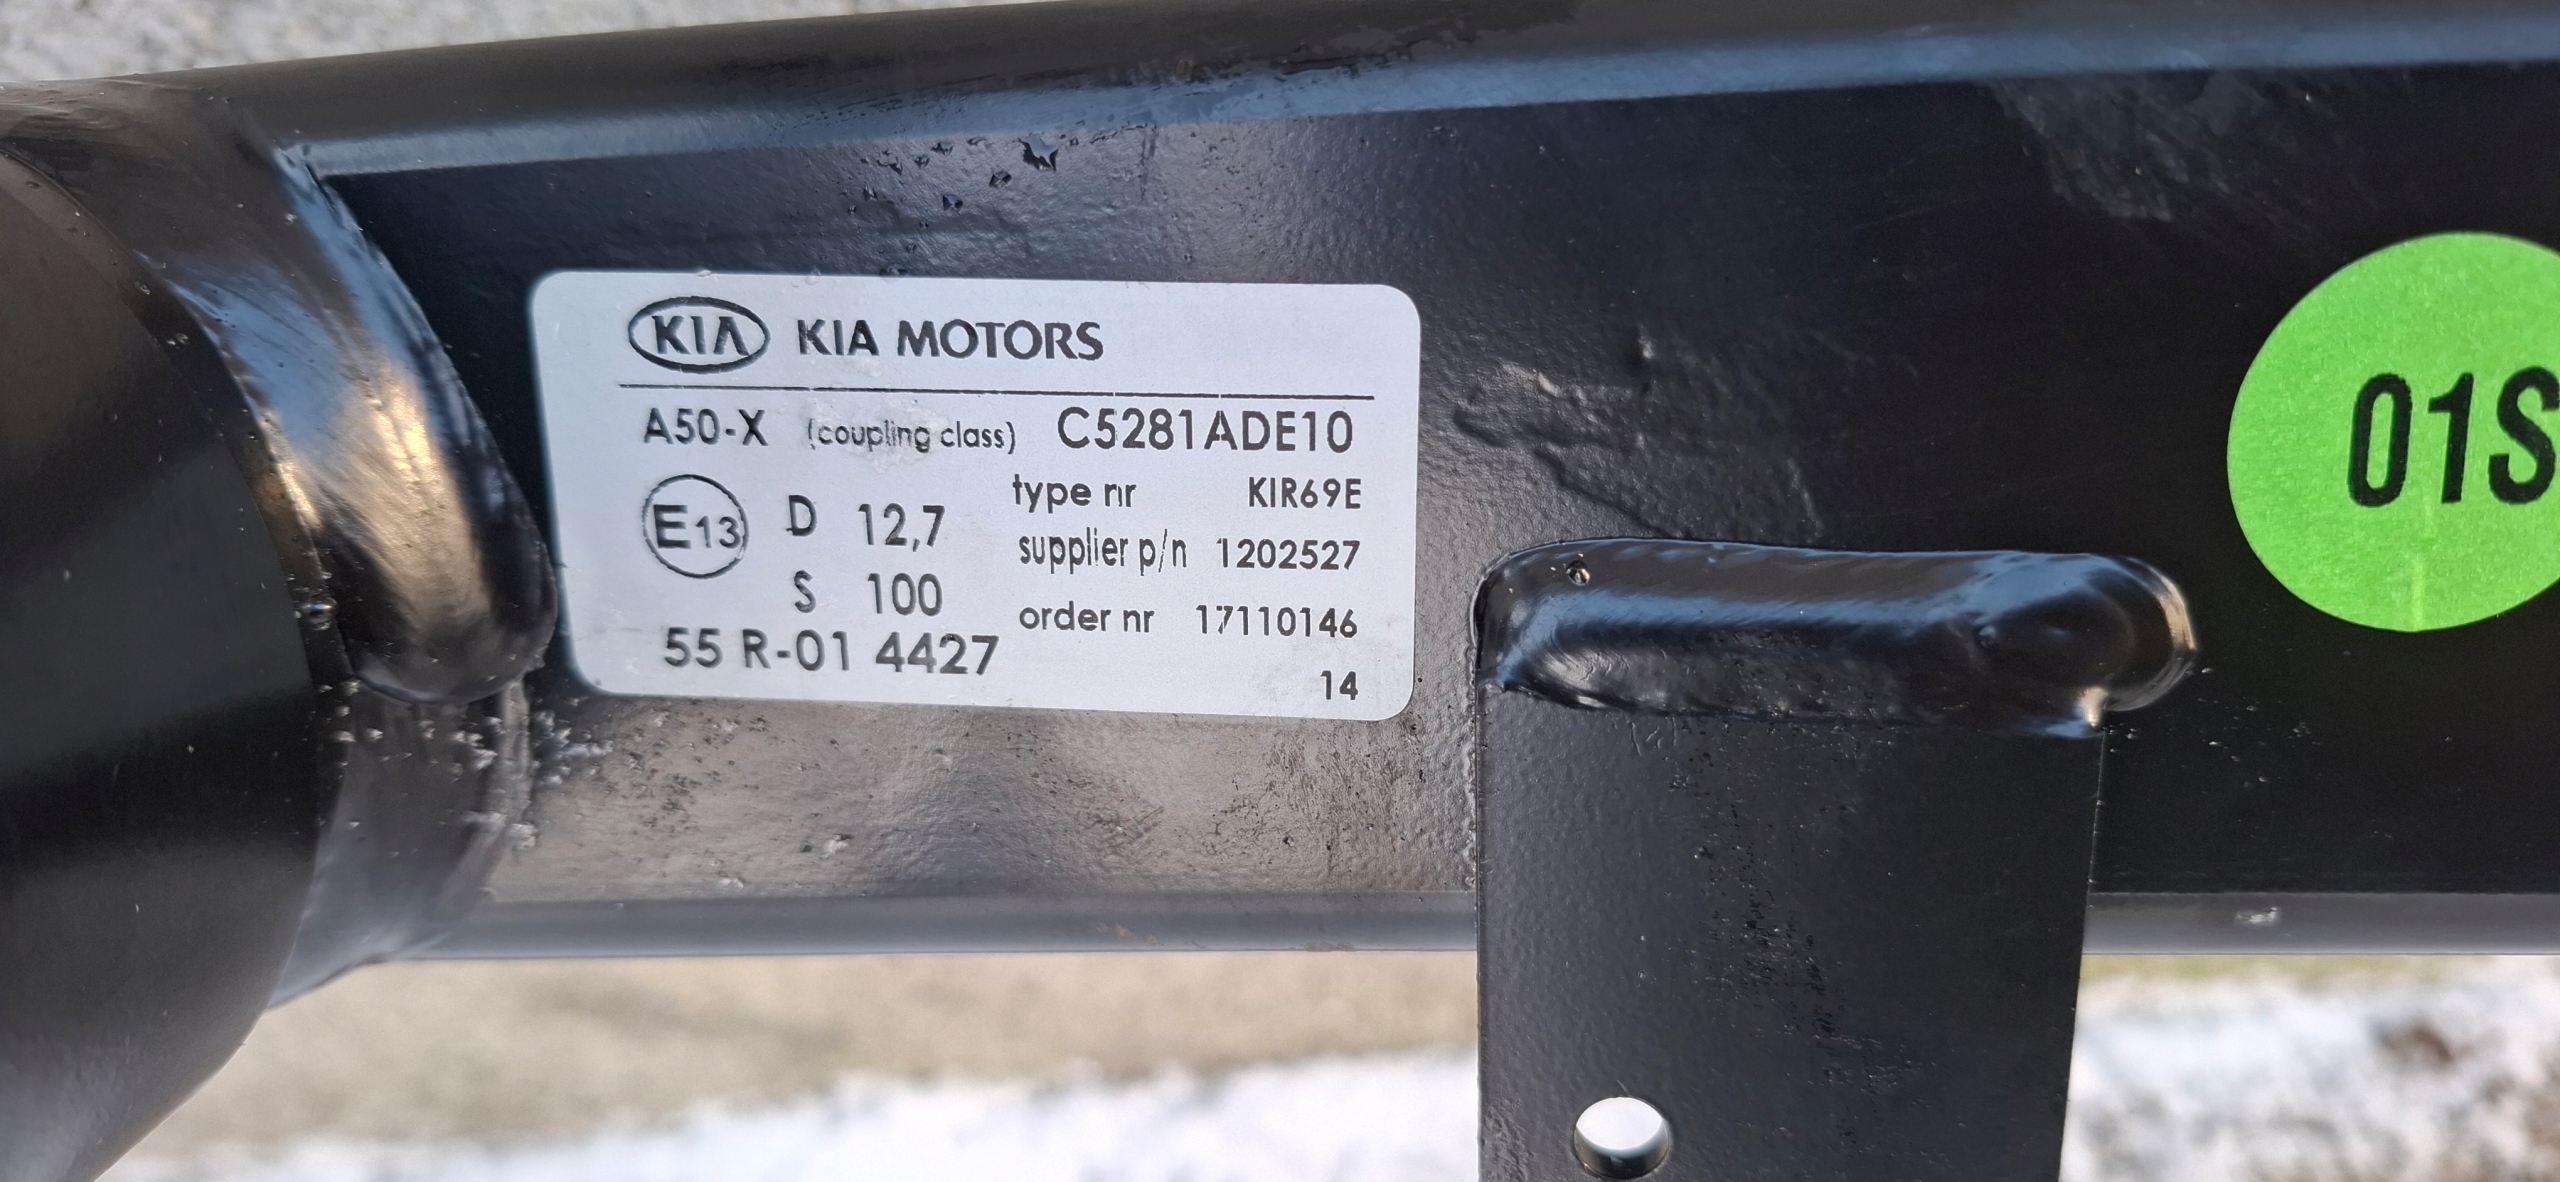 KIA KIA MOTORS
A50-X (coupling class) C5281ADE10
E13 D 12,7
S 100
55 R-01 4427
type nr KIR69E
supplier p/n 1202527
order nr 17110146
14
01S